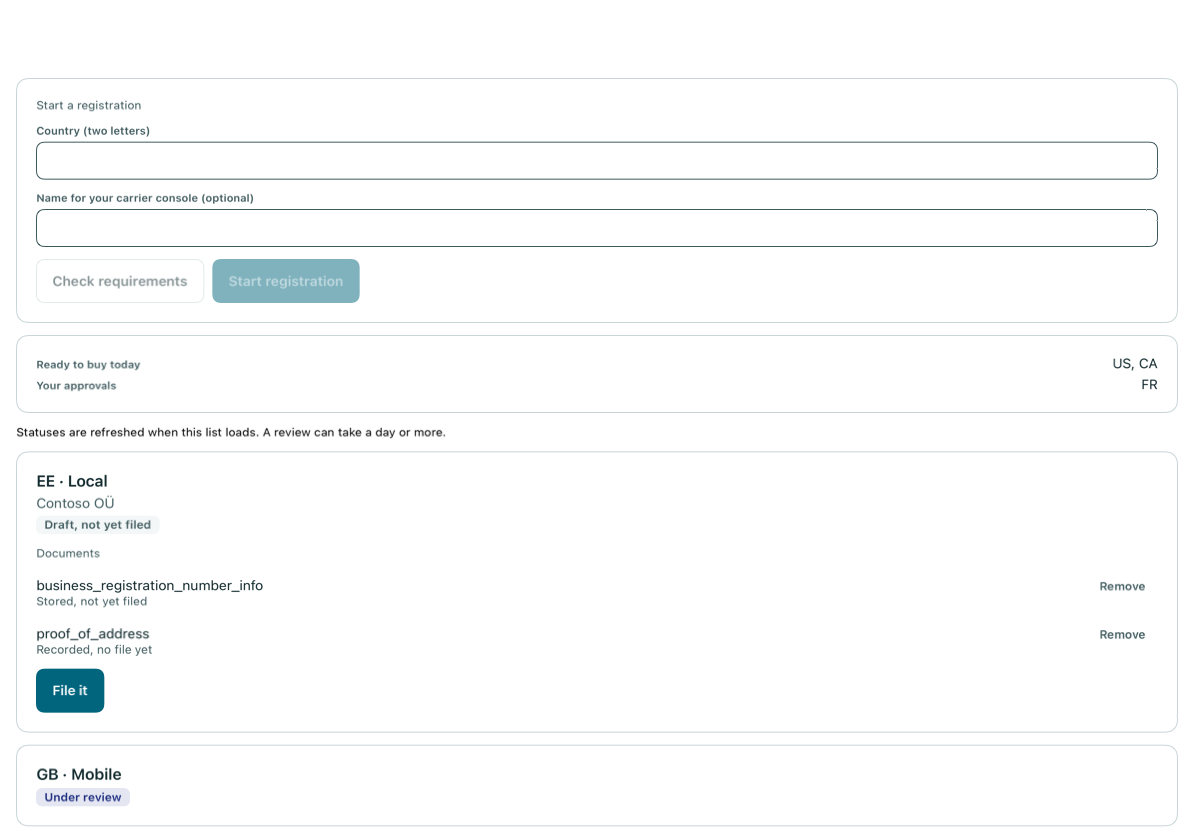 Start a registration
Country (two letters)
Name for your carrier console (optional)
Check requirements
Start registration
Ready to buy today
US, CA
Your approvals
FR
Statuses are refreshed when this list loads. A review can take a day or more.
EE · Local
Contoso OÜ
Draft, not yet filed
Documents
business_registration_number_info
Remove
Stored, not yet filed
proof_of_address
Remove
Recorded, no file yet
File it
GB · Mobile
Under review